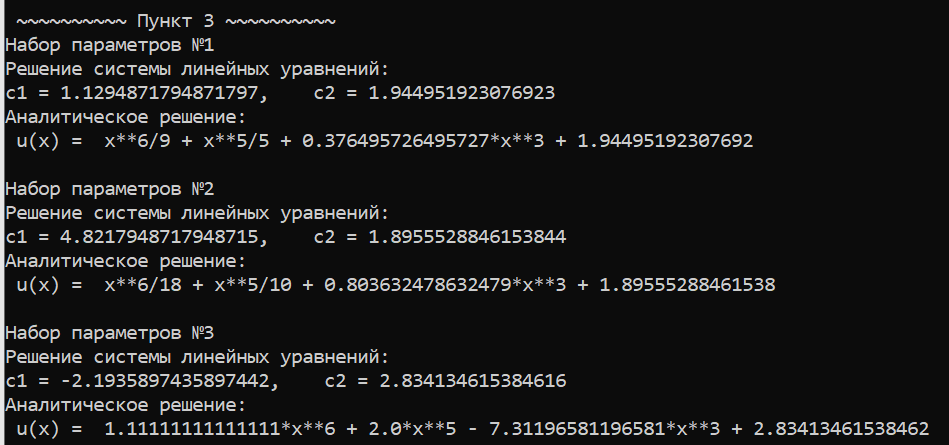 ~~~~~~~~~~ Пункт 3 ~~~~~~~~~~
Набор параметров №1
Решение системы линейных уравнений:
c1 = 1.1294871794871797,    c2 = 1.944951923076923
Аналитическое решение:
u(x) =  x**6/9 + x**5/5 + 0.376495726495727*x**3 + 1.94495192307692
Набор параметров №2
Решение системы линейных уравнений:
c1 = 4.8217948717948715,    c2 = 1.8955528846153844
Аналитическое решение:
u(x) =  x**6/18 + x**5/10 + 0.803632478632479*x**3 + 1.89555288461538
Набор параметров №3
Решение системы линейных уравнений:
c1 = -2.1935897435897442,    c2 = 2.834134615384616
Аналитическое решение:
u(x) =  1.11111111111111*x**6 + 2.0*x**5 - 7.31196581196581*x**3 + 2.83413461538462